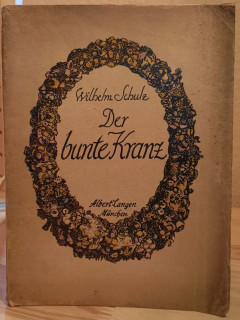 Wilhelm Schulz
Der
bunte Kranz
Albert Langen
München